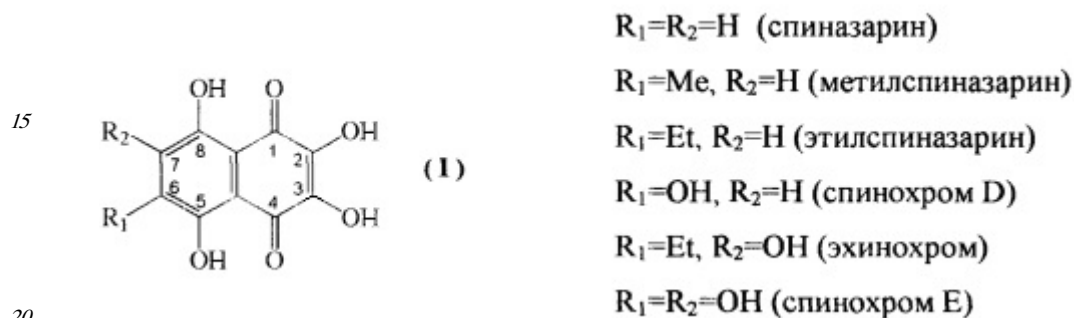 15
20
OH
O
R₂
OH
8
1
7
2
(1)
6
3
5
4
R₁
OH
OH
O
R₁=R₂=H (спиназарин)
R₁=Me, R₂=H (метилспиназарин)
R₁=Et, R₂=H (этилспиназарин)
R₁=OH, R₂=H (спинохром D)
R₁=Et, R₂=OH (эхинохром)
R₁=R₂=OH (спинохром Е)